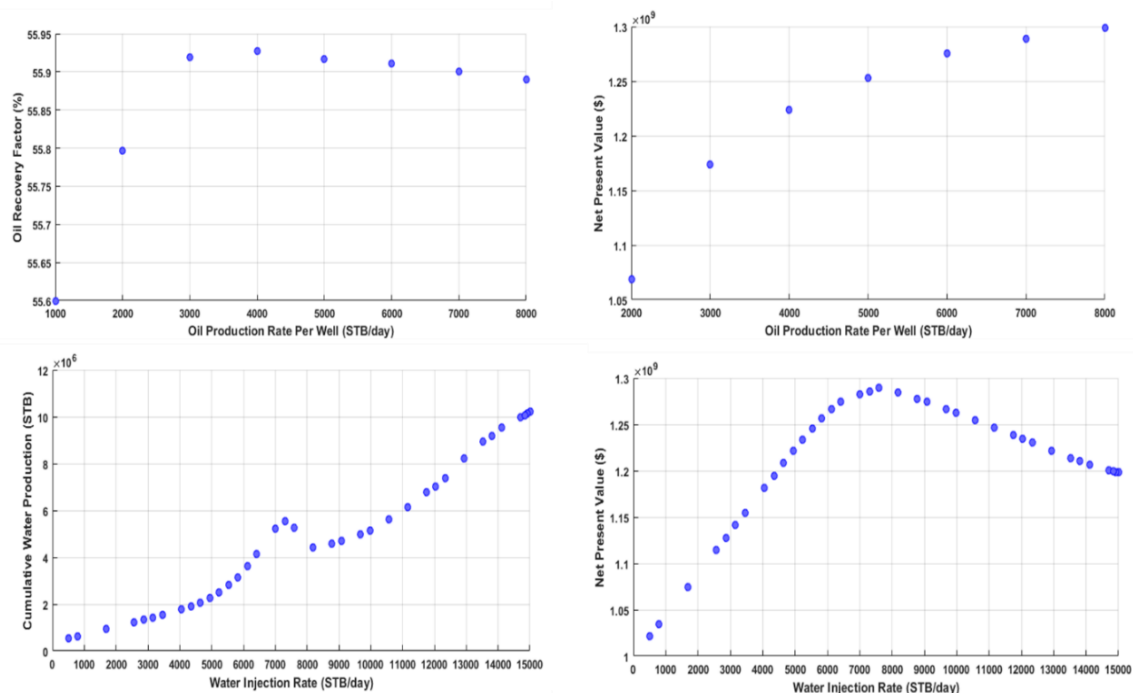 55.95
55.9
55.85
55.8
55.75
55.7
55.65
55.6
1000 2000 3000 4000 5000 6000 7000 8000
Oil Recovery Factor (%)
Oil Production Rate Per Well (STB/day)
×10⁹
1.3
1.25
1.2
1.15
1.1
1.05
2000 3000 4000 5000 6000 7000 8000
Net Present Value ($)
Oil Production Rate Per Well (STB/day)
×10⁶
12
10
8
6
4
2
0
0 1000 2000 3000 4000 5000 6000 7000 8000 9000 10000 11000 12000 13000 14000 15000
Cumulative Water Production (STB)
Water Injection Rate (STB/day)
×10⁹
1.3
1.25
1.2
1.15
1.1
1.05
1
0 1000 2000 3000 4000 5000 6000 7000 8000 9000 10000 11000 12000 13000 14000 15000
Net Present Value ($)
Water Injection Rate (STB/day)